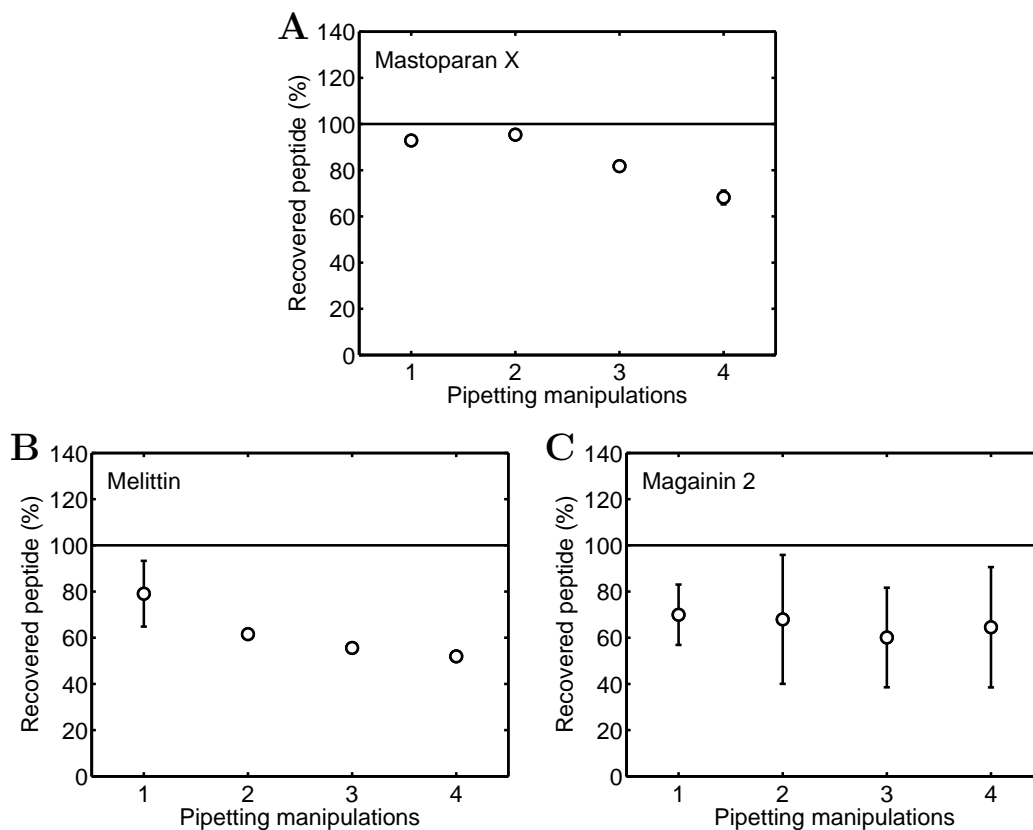 A
Mastoparan X
Recovered peptide (%)
140
120
100
80
60
40
20
0
1 2 3 4
Pipetting manipulations
B
Melittin
Recovered peptide (%)
140
120
100
80
60
40
20
0
1 2 3 4
Pipetting manipulations
C
Magainin 2
Recovered peptide (%)
140
120
100
80
60
40
20
0
1 2 3 4
Pipetting manipulations